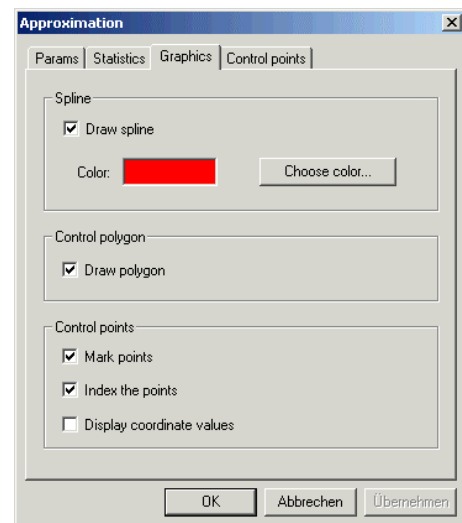 Approximation
Params Statistics Graphics Control points
Spline
Draw spline
Color: Choose color...
Control polygon
Draw polygon
Control points
Mark points
Index the points
Display coordinate values
OK Abbrechen Übernehmen